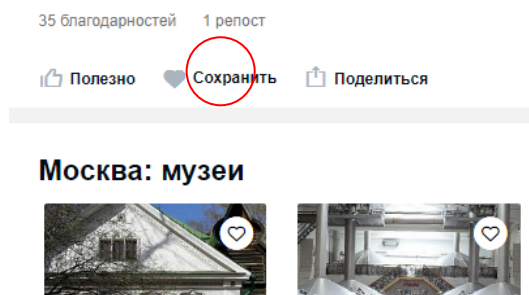 35 благодарностей 1 репост
Полезно Сохранить Поделиться
Москва: музеи